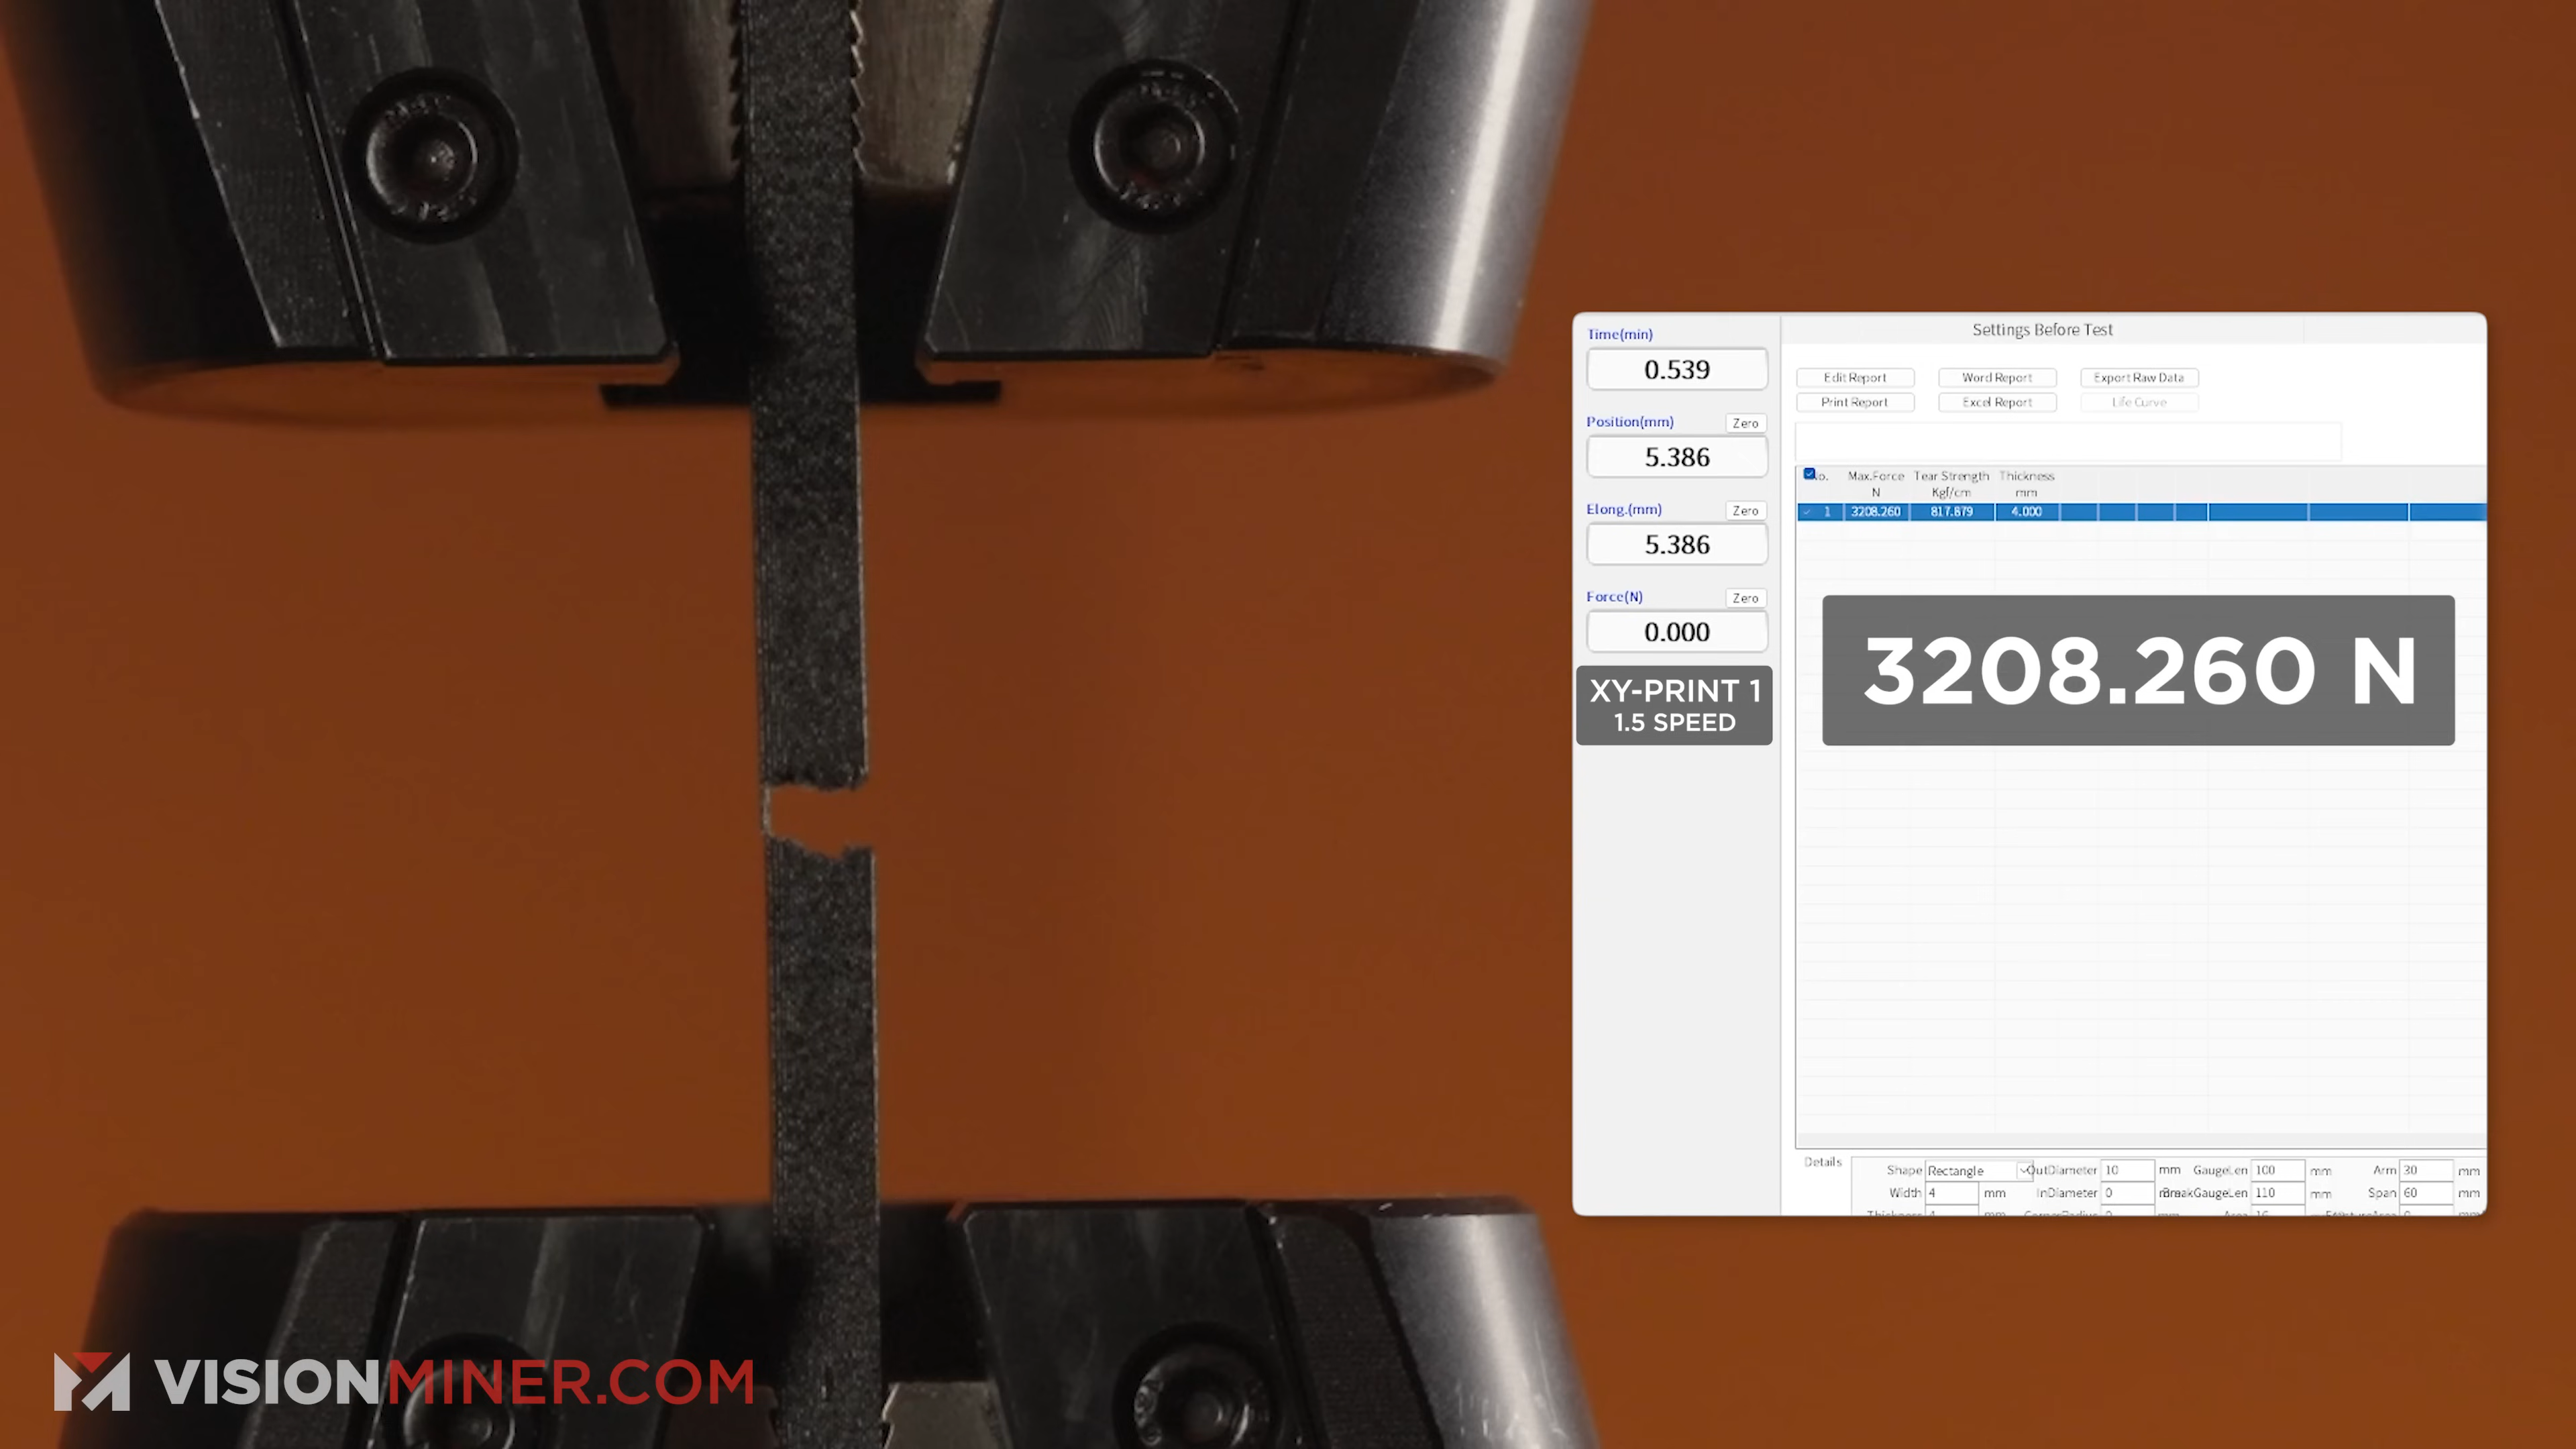 Time(min)
0.539
Position(mm) Zero
5.386
Elong.(mm) Zero
5.386
Force(N) Zero
0.000
XY-PRINT 1
1.5 SPEED
Settings Before Test
Edit Report Word Report Export Raw Data
Print Report Excel Report Life Curve
o. Max.Force Tear Strength Thickness
N Kgf/cm mm
1 3208.260 817.879 4.000
3208.260 N
Details
Shape Rectangle OutDiameter 10 mm GaugeLen 100 mm Arm 30 mm
Width 4 mm InDiameter 0 BreakGaugeLen 110 mm Span 60 mm
VISIONMINER.COM